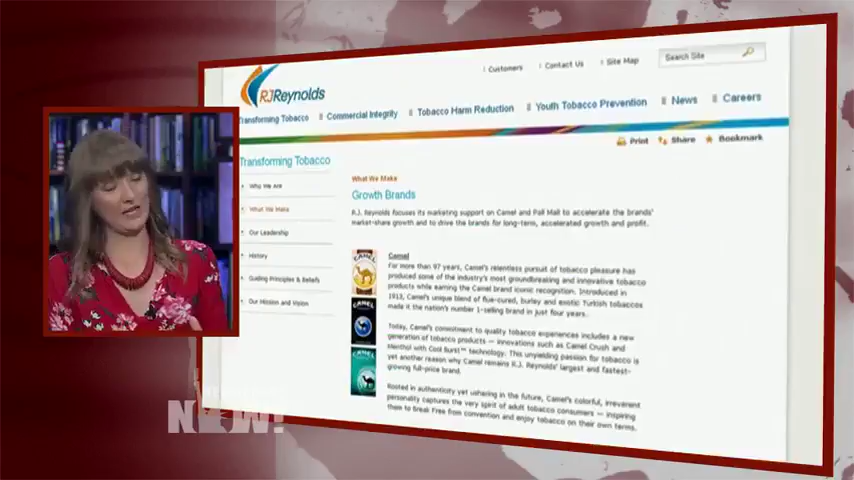 RJReynolds
Customers
Contact Us
Site Map
Search Site
Transforming Tobacco
Commercial Integrity
Tobacco Harm Reduction
Youth Tobacco Prevention
News
Careers
Print
Share
Bookmark
Transforming Tobacco
Who We Are
What We Make
Our Leadership
History
Guiding Principles & Beliefs
Our Mission and Vision
What We Make
Growth Brands
R.J. Reynolds focuses its marketing support on Camel and Pall Mall to accelerate the brands'
market-share growth and to drive the brands for long-term, accelerated growth and profit.
CAMEL
CAMEL
CAMEL
Camel
For more than 97 years, Camel's relentless pursuit of tobacco pleasure has
produced some of the industry's most groundbreaking and innovative tobacco
products while earning the Camel brand iconic recognition. Introduced in
1913, Camel's unique blend of flue-cured, burley and exotic Turkish tobaccos
made it the nation's number 1-selling brand in just four years.
Today, Camel's commitment to quality tobacco experiences includes a new
generation of tobacco products — innovations such as Camel Crush and
Menthol with Cool Burst™ technology. This unyielding passion for tobacco is
yet another reason why Camel remains R.J. Reynolds' largest and fastest-
growing full-price brand.
Rooted in authenticity yet ushering in the future, Camel's colorful, irreverent
personality captures the very spirit of adult tobacco consumers — inspiring
them to break free from convention and enjoy tobacco on their own terms.
NOW!